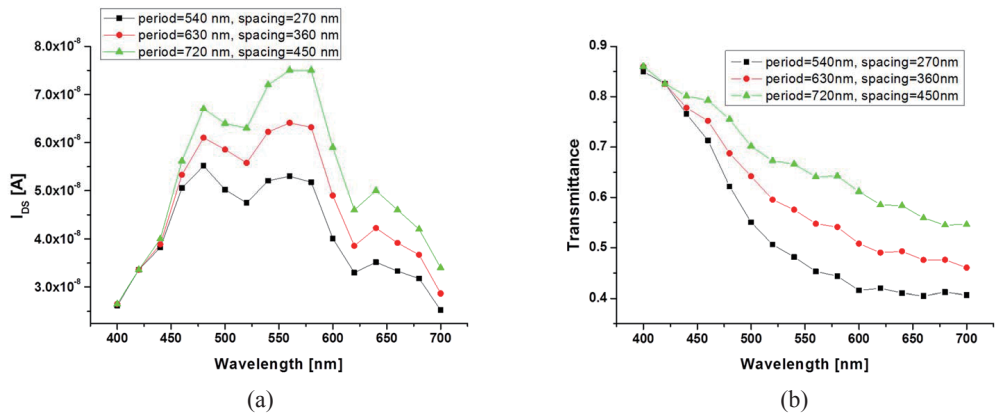 period=540 nm, spacing=270 nm
period=630 nm, spacing=360 nm
period=720 nm, spacing=450 nm
8.0x10⁻⁸
7.0x10⁻⁸
6.0x10⁻⁸
5.0x10⁻⁸
4.0x10⁻⁸
3.0x10⁻⁸
I_DS [A]
400 450 500 550 600 650 700
Wavelength [nm]
(a)
period=540nm, spacing=270nm
period=630nm, spacing=360nm
period=720nm, spacing=450nm
0.9
0.8
0.7
0.6
0.5
0.4
Transmittance
400 450 500 550 600 650 700
Wavelength [nm]
(b)